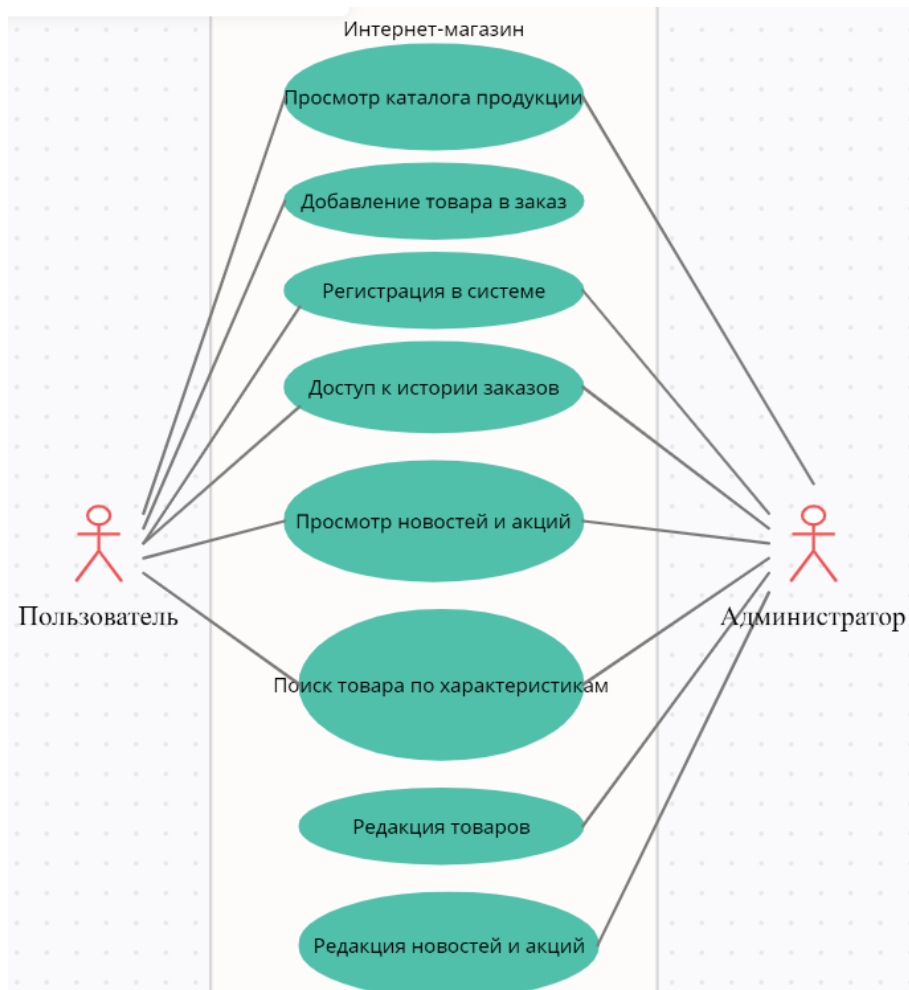 Интернет-магазин
Просмотр каталога продукции
Добавление товара в заказ
Регистрация в системе
Доступ к истории заказов
Просмотр новостей и акций
Пользователь
Администратор
Поиск товара по характеристикам
Редакция товаров
Редакция новостей и акций